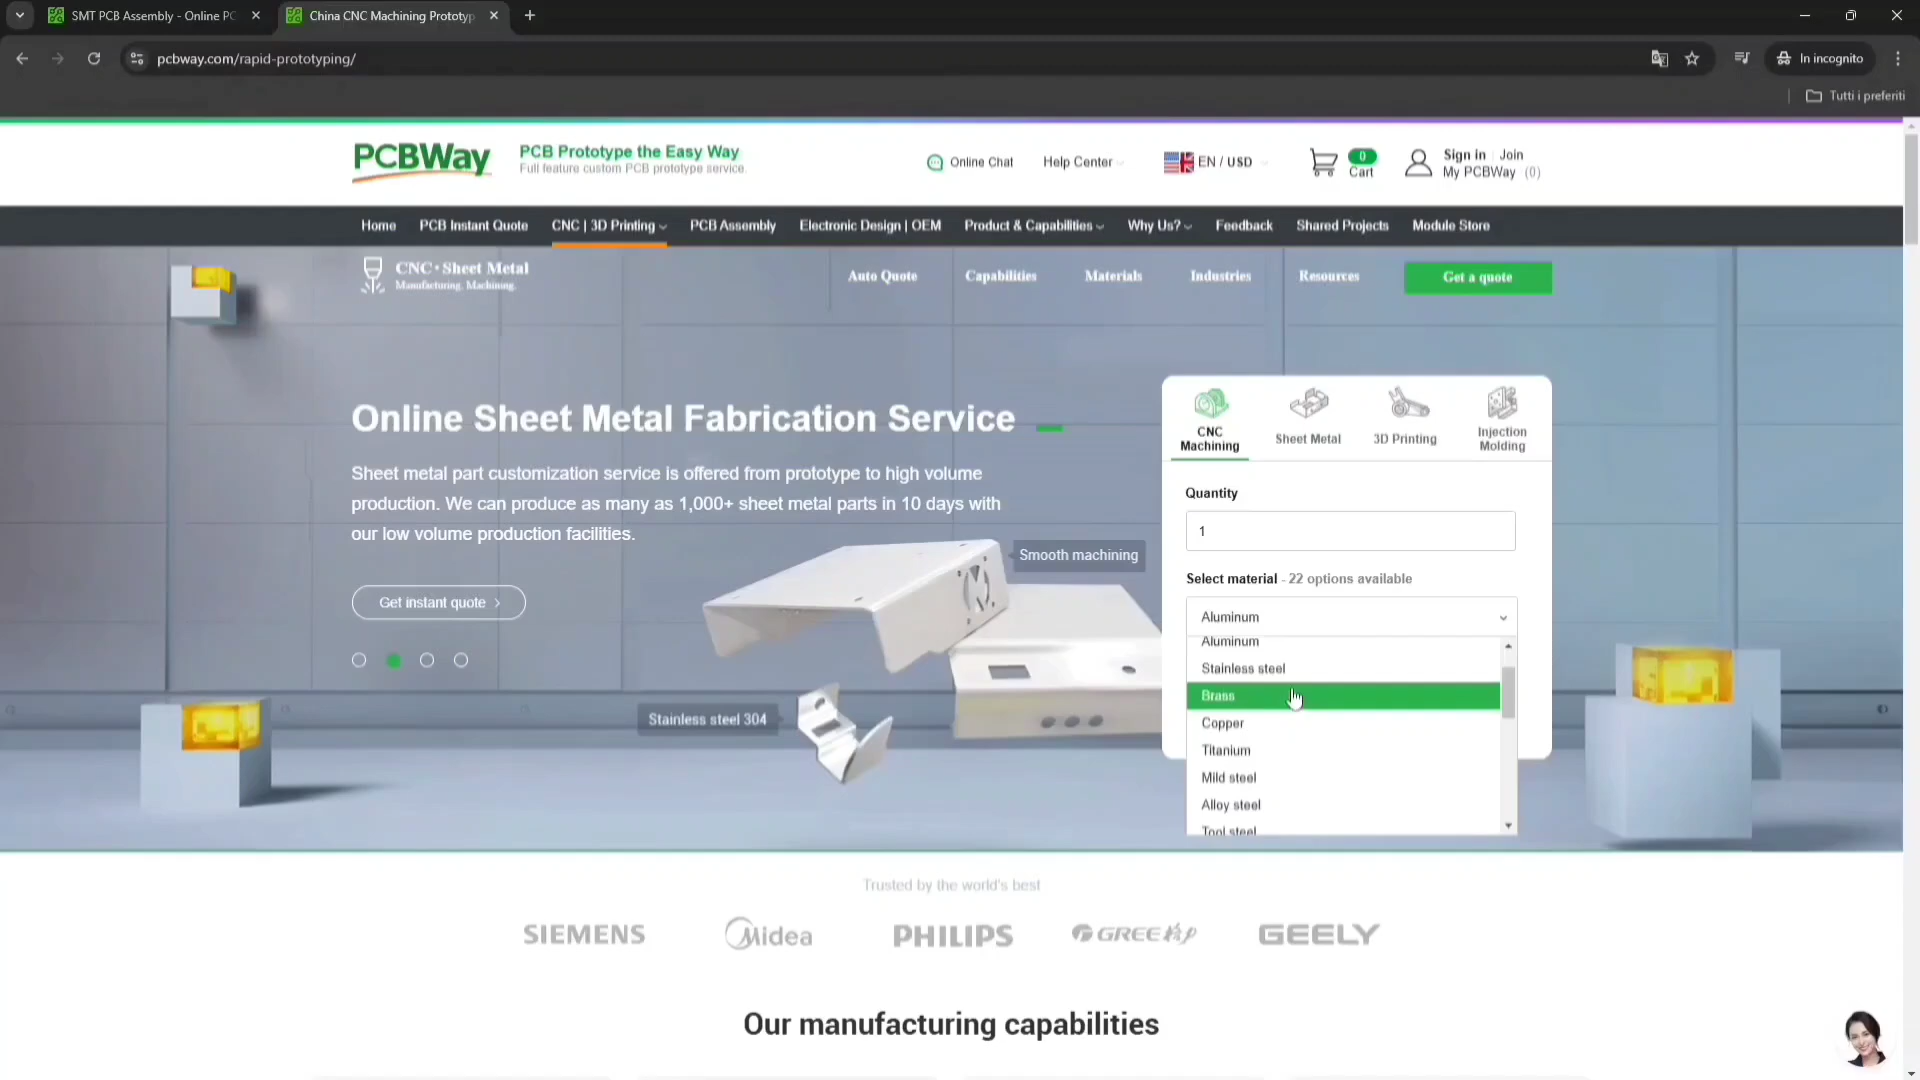 SMT PCB Assembly - Online PC
China CNC Machining Prototyp
pcbway.com/rapid-prototyping/
In incognito
Tutti i preferiti
PCBWay
PCB Prototype the Easy Way
Full feature custom PCB prototype service.
Online Chat
Help Center
EN / USD
0
Cart
Sign in
Join
My PCBWay (0)
Home
PCB Instant Quote
CNC | 3D Printing
PCB Assembly
Electronic Design | OEM
Product & Capabilities
Why Us?
Feedback
Shared Projects
Module Store
CNC • Sheet Metal
Manufacturing. Machining.
Auto Quote
Capabilities
Materials
Industries
Resources
Get a quote
Online Sheet Metal Fabrication Service
Sheet metal part customization service is offered from prototype to high volume
production. We can produce as many as 1,000+ sheet metal parts in 10 days with
our low volume production facilities.
Get instant quote >
Smooth machining
Stainless steel 304
CNC
Machining
Sheet Metal
3D Printing
Injection
Molding
Quantity
1
Select material - 22 options available
Aluminum
Aluminum
Stainless steel
Brass
Copper
Titanium
Mild steel
Alloy steel
Tool steel
Trusted by the world's best
SIEMENS
Midea
PHILIPS
GREE格力
GEELY
Our manufacturing capabilities